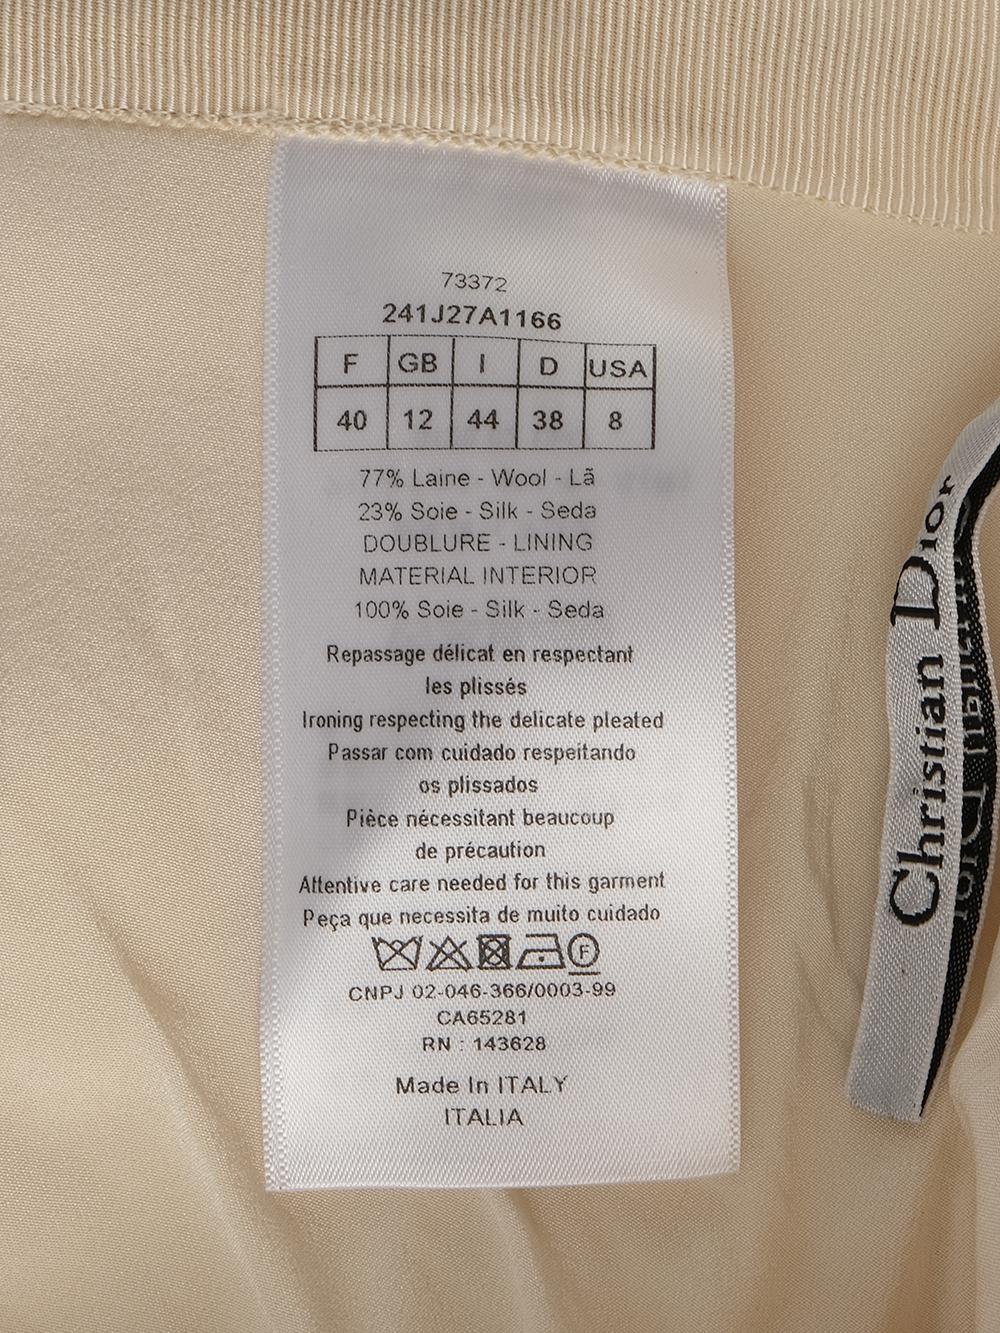 73372
241J27A1166
F GB I D USA
40 12 44 38 8
77% Laine - Wool - Lã
23% Soie - Silk - Seda
DOUBLURE - LINING
MATERIAL INTERIOR
100% Soie - Silk - Seda
Repassage délicat en respectant
les plissés
Ironing respecting the delicate pleated
Passar com cuidado respeitando
os plissados
Pièce nécessitant beaucoup
de précaution
Attentive care needed for this garment
Peça que necessita de muito cuidado
F
CNPJ 02-046-366/0003-99
CA65281
RN : 143628
Made In ITALY
ITALIA
Christian Dior